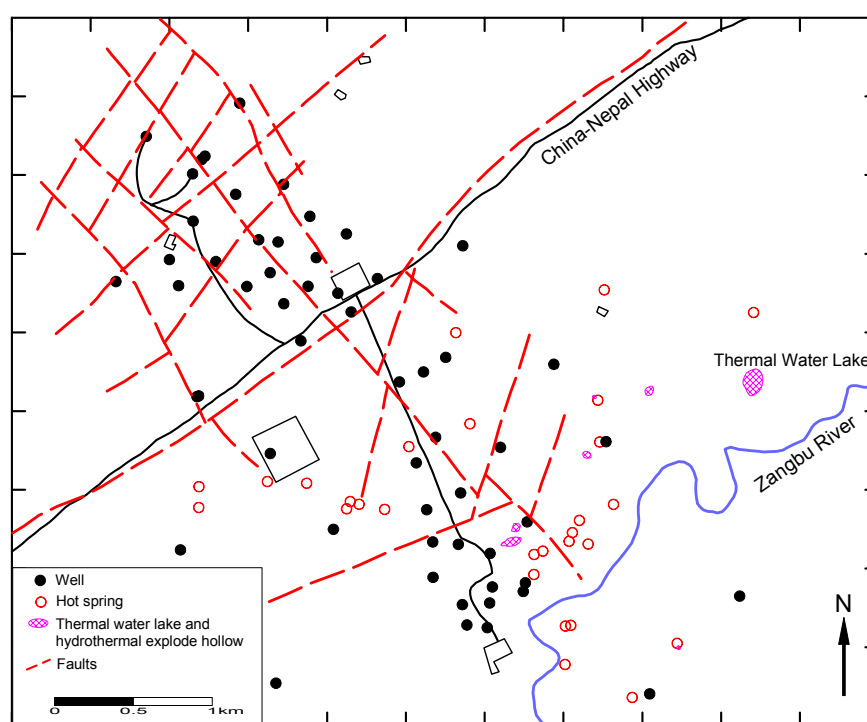 China-Nepal Highway
Thermal Water Lake
Zangbu River
Well
Hot spring
Thermal water lake and
hydrothermal explode hollow
Faults
0 0.5 1km
N